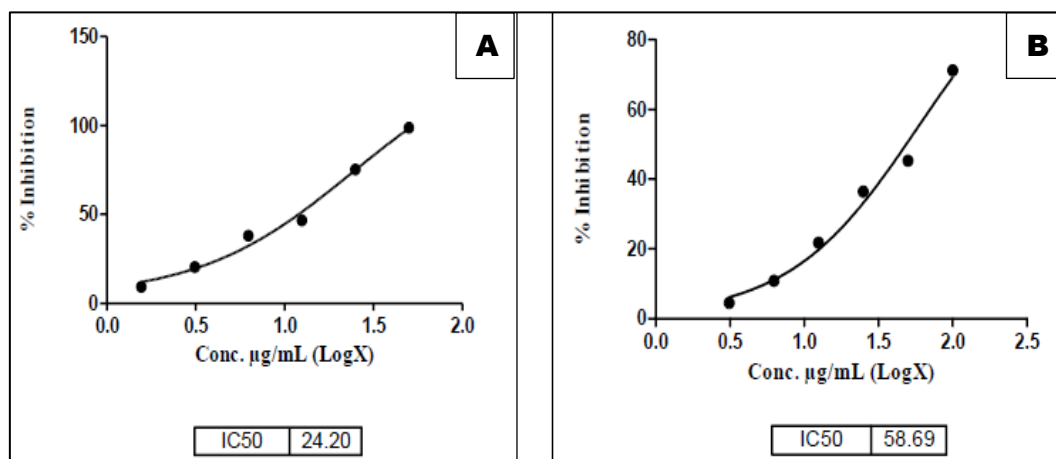 A
% Inhibition
150
100
50
0
0.0 0.5 1.0 1.5 2.0
Conc. µg/mL (LogX)
IC50 24.20
B
% Inhibition
80
60
40
20
0
0.0 0.5 1.0 1.5 2.0 2.5
Conc. µg/mL (LogX)
IC50 58.69